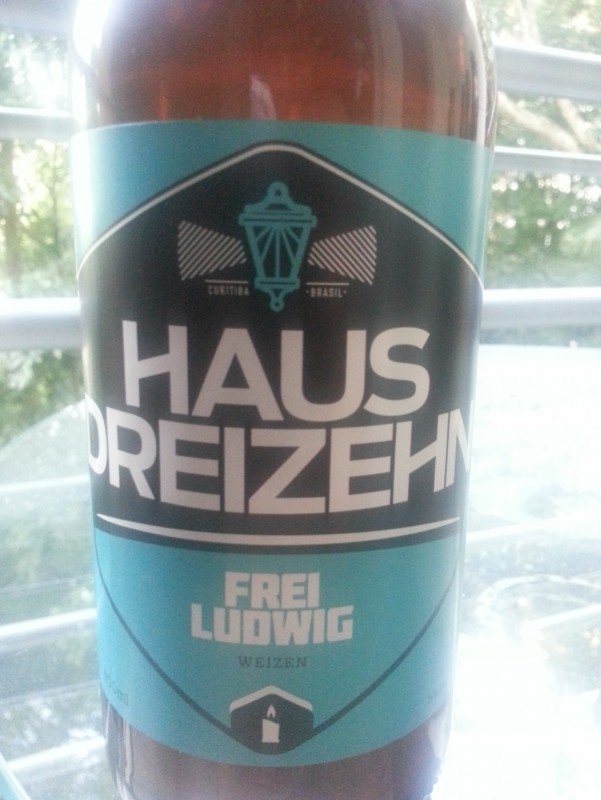 CURITIBA ·BRASIL·
HAUS
DREIZEHN
FREI
LUDWIG
WEIZEN